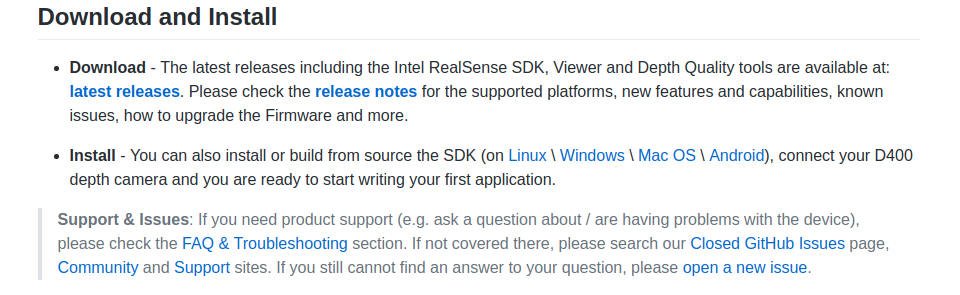 Download and Install
• Download - The latest releases including the Intel RealSense SDK, Viewer and Depth Quality tools are available at:
latest releases. Please check the release notes for the supported platforms, new features and capabilities, known
issues, how to upgrade the Firmware and more.
• Install - You can also install or build from source the SDK (on Linux \ Windows \ Mac OS \ Android), connect your D400
depth camera and you are ready to start writing your first application.
Support & Issues: If you need product support (e.g. ask a question about / are having problems with the device),
please check the FAQ & Troubleshooting section. If not covered there, please search our Closed GitHub Issues page,
Community and Support sites. If you still cannot find an answer to your question, please open a new issue.